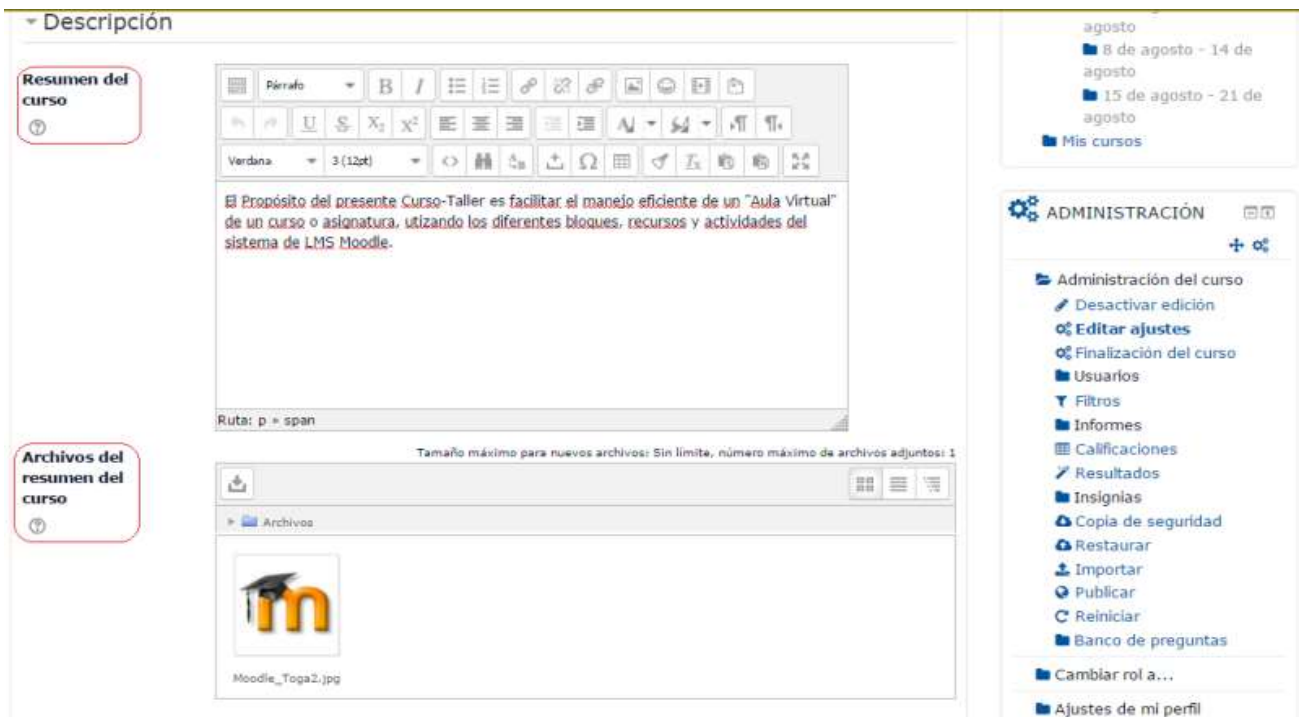 Descripción
Resumen del
curso
Párrafo
Verdana
3 (12pt)
El Propósito del presente Curso-Taller es facilitar el manejo eficiente de un "Aula Virtual"
de un curso o asignatura, utizando los diferentes bloques, recursos y actividades del
sistema de LMS Moodle.
Ruta: p » span
Archivos del
resumen del
curso
Tamaño máximo para nuevos archivos: Sin límite, número máximo de archivos adjuntos: 1
Archivos
Moodle_Toga2.jpg
agosto
8 de agosto - 14 de
agosto
15 de agosto - 21 de
agosto
Mis cursos
ADMINISTRACIÓN
Administración del curso
Desactivar edición
Editar ajustes
Finalización del curso
Usuarios
Filtros
Informes
Calificaciones
Resultados
Insignias
Copia de seguridad
Restaurar
Importar
Publicar
Reiniciar
Banco de preguntas
Cambiar rol a...
Ajustes de mi perfil